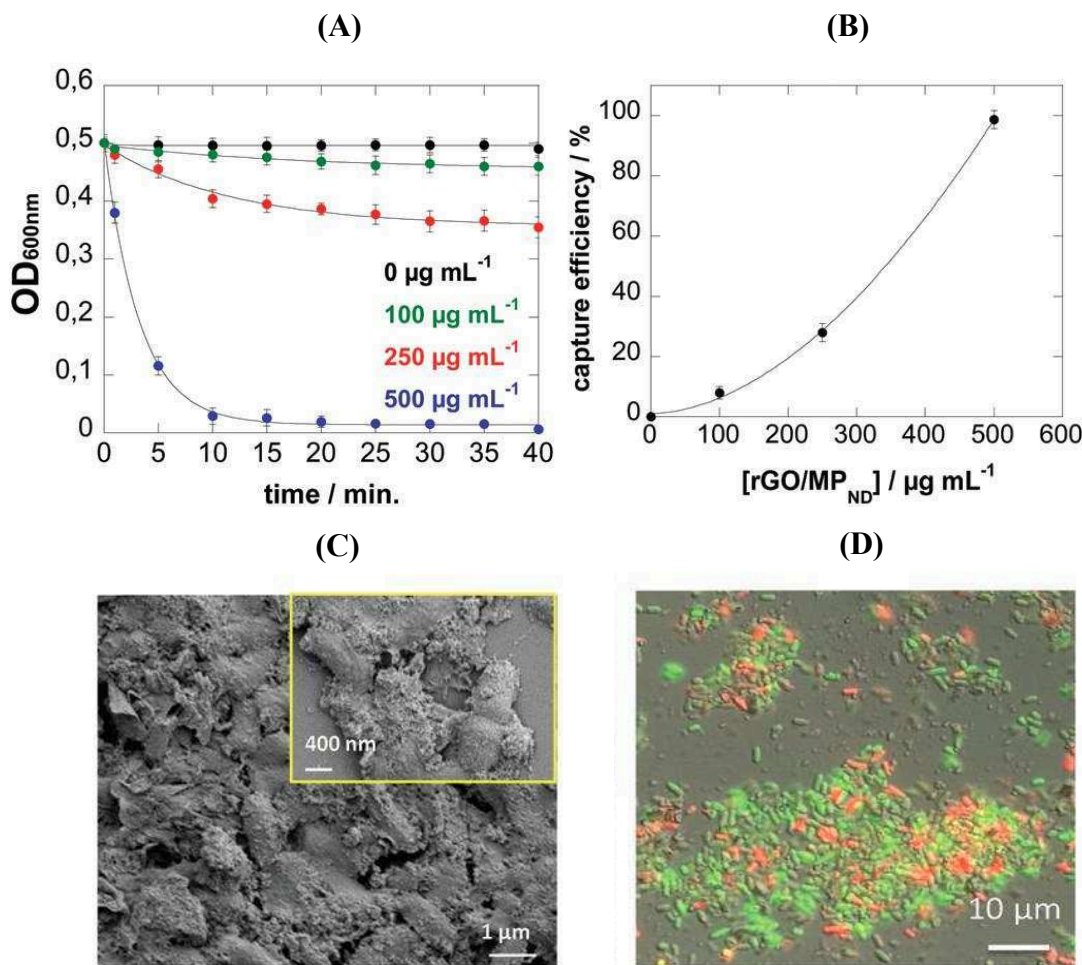 (A)
0,6
0,5
0,4
0,3
0,2
0,1
0
OD600nm
0 µg mL⁻¹
100 µg mL⁻¹
250 µg mL⁻¹
500 µg mL⁻¹
0 5 10 15 20 25 30 35 40
time / min.
(B)
100
80
60
40
20
0
capture efficiency / %
0 100 200 300 400 500 600
[rGO/MPND] / µg mL⁻¹
(C)
400 nm
1 µm
(D)
10 µm